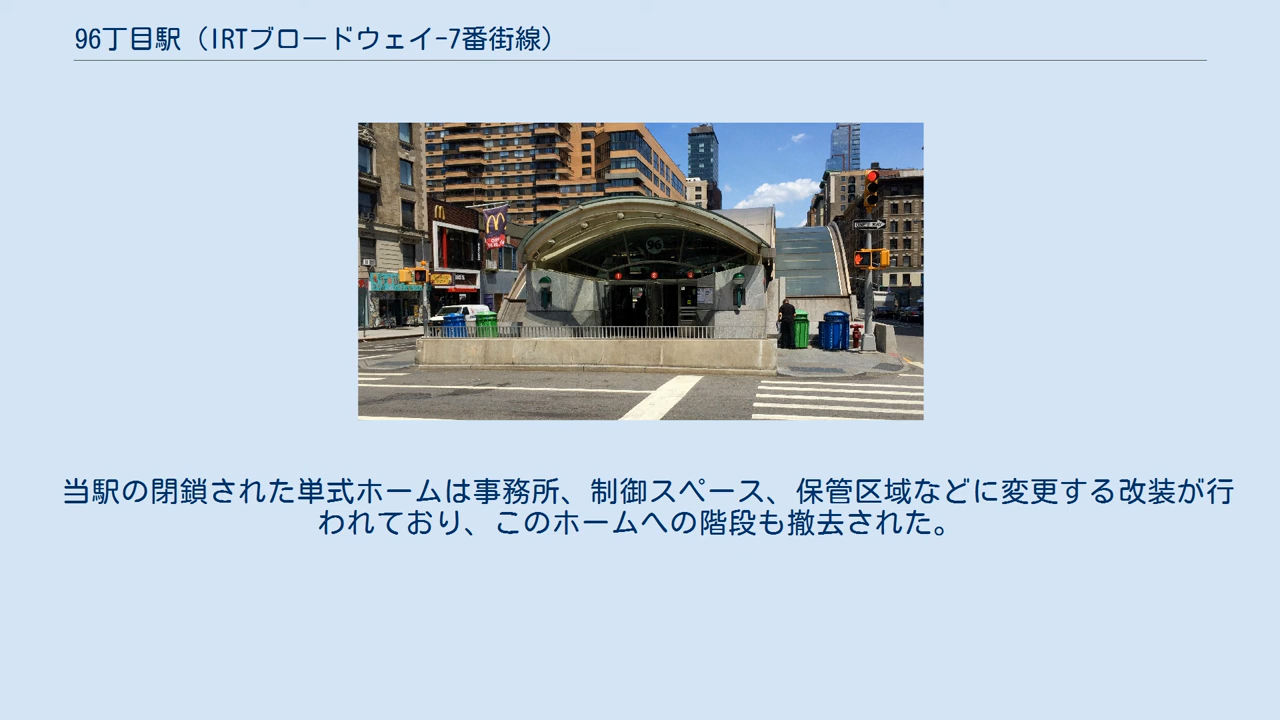 96丁目駅（IRTブロードウェイ-7番街線）
96
当駅の閉鎖された単式ホームは事務所、制御スペース、保管区域などに変更する改装が行
われており、このホームへの階段も撤去された。